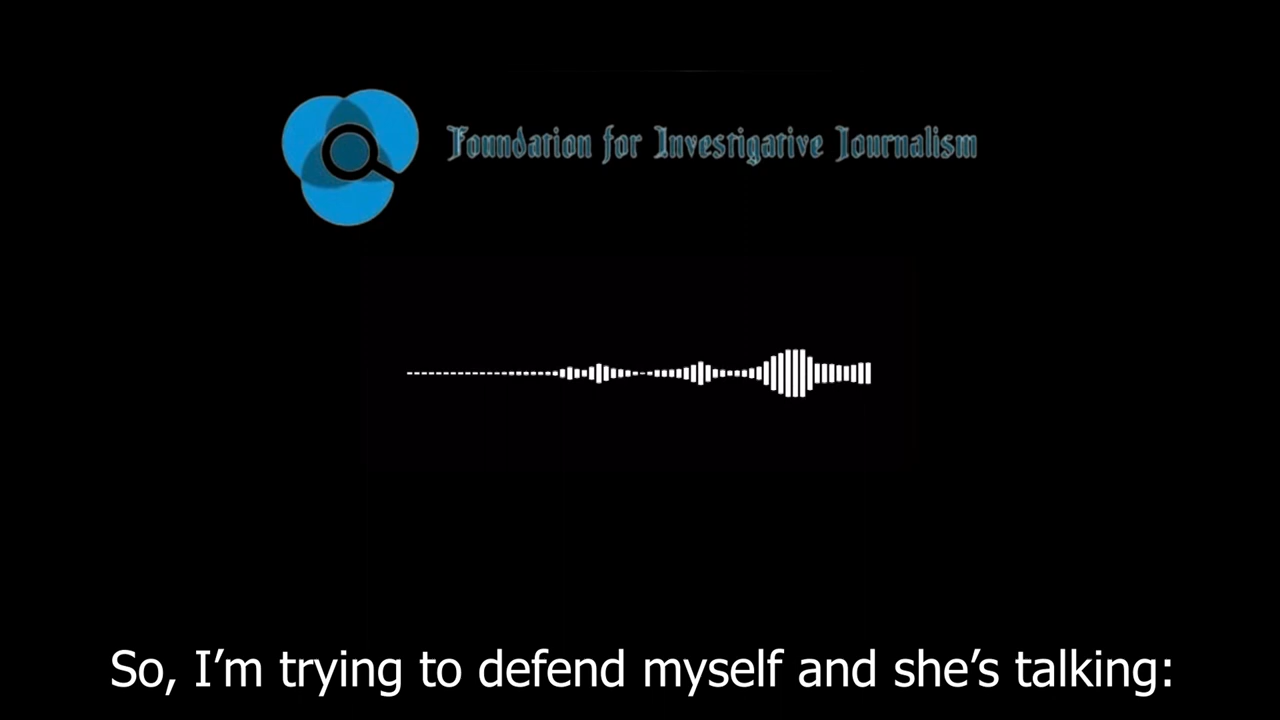 Foundation for Investigative Journalism
So, I’m trying to defend myself and she’s talking: